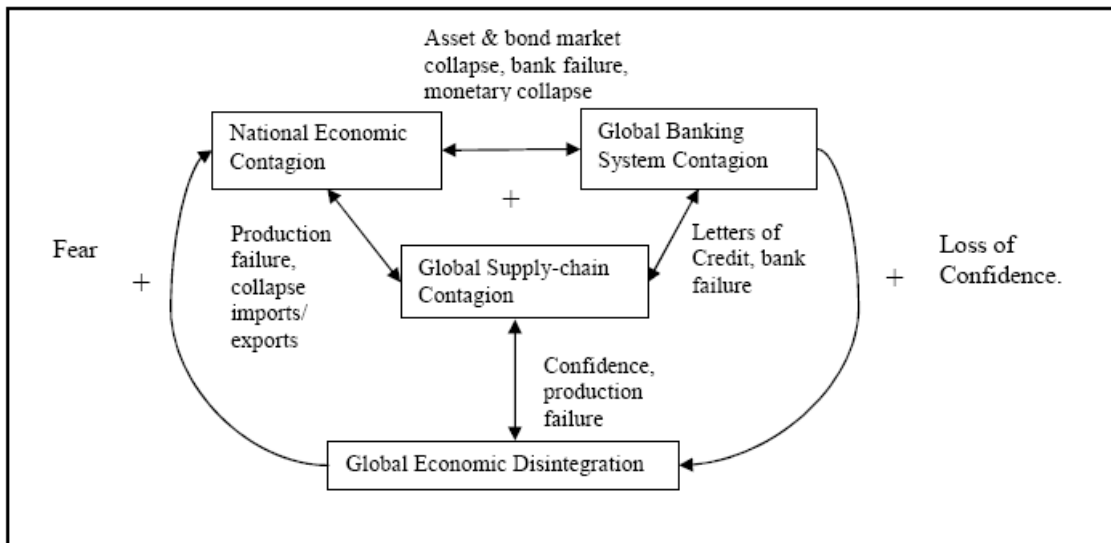 Asset & bond market
collapse, bank failure,
monetary collapse
National Economic
Contagion
Global Banking
System Contagion
+
Fear
+
Production
failure,
collapse
imports/
exports
Global Supply-chain
Contagion
Letters of
Credit, bank
failure
+
Loss of
Confidence.
Confidence,
production
failure
Global Economic Disintegration